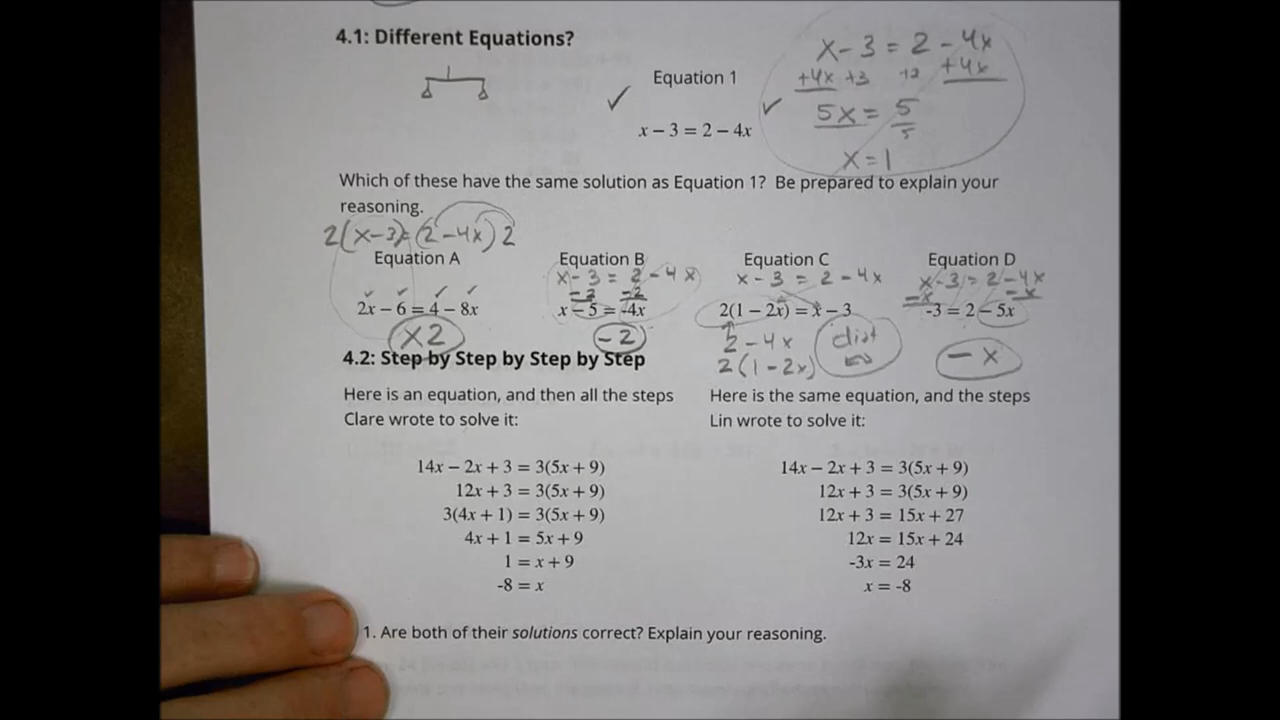 4.1: Different Equations?
x - 3 = 2 - 4x
+4x +3 +3 +4x
Equation 1
✓
✓ 5x = 5
5
x - 3 = 2 - 4x
x = 1
Which of these have the same solution as Equation 1? Be prepared to explain your
reasoning.
2(x-3) = (2-4x)2
Equation A Equation B Equation C Equation D
x - 3 = 2 - 4x x - 3 = 2 - 4x x - 3 = 2 - 4x
-2 -2 -x -x
2x - 6 = 4 - 8x x - 5 = -4x 2(1 - 2x) = x - 3 -3 = 2 - 5x
x2 -2 2 - 4x dist - x
2(1-2x)
4.2: Step by Step by Step by Step
Here is an equation, and then all the steps
Clare wrote to solve it:
14x - 2x + 3 = 3(5x + 9)
12x + 3 = 3(5x + 9)
3(4x + 1) = 3(5x + 9)
4x + 1 = 5x + 9
1 = x + 9
-8 = x
Here is the same equation, and the steps
Lin wrote to solve it:
14x - 2x + 3 = 3(5x + 9)
12x + 3 = 3(5x + 9)
12x + 3 = 15x + 27
12x = 15x + 24
-3x = 24
x = -8
1. Are both of their solutions correct? Explain your reasoning.